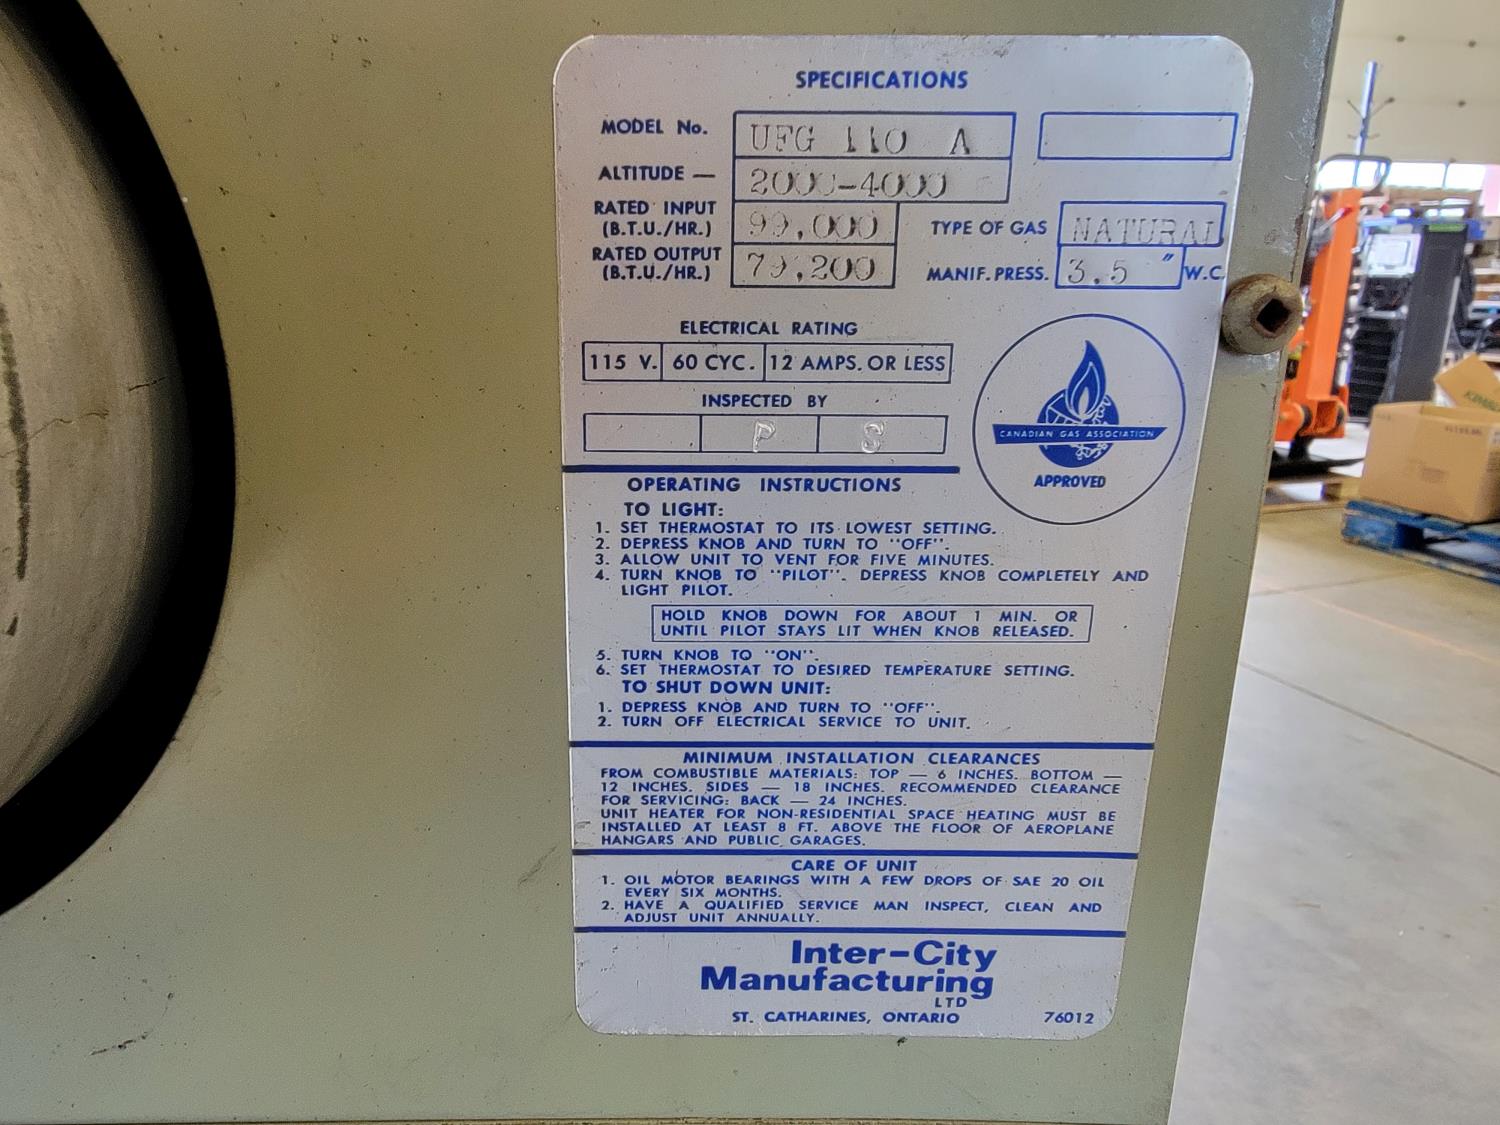 SPECIFICATIONS
MODEL No. UFG 110 A
ALTITUDE — 2000-4000
RATED INPUT (B.T.U./HR.) 99,000 TYPE OF GAS NATURAL
RATED OUTPUT (B.T.U./HR.) 79,200 MANIF. PRESS. 3.5 " W.C.
ELECTRICAL RATING
115 V. 60 CYC. 12 AMPS. OR LESS
INSPECTED BY
P S
CANADIAN GAS ASSOCIATION
APPROVED
OPERATING INSTRUCTIONS
TO LIGHT:
1. SET THERMOSTAT TO ITS LOWEST SETTING.
2. DEPRESS KNOB AND TURN TO "OFF".
3. ALLOW UNIT TO VENT FOR FIVE MINUTES.
4. TURN KNOB TO "PILOT". DEPRESS KNOB COMPLETELY AND
LIGHT PILOT.
HOLD KNOB DOWN FOR ABOUT 1 MIN. OR
UNTIL PILOT STAYS LIT WHEN KNOB RELEASED.
5. TURN KNOB TO "ON".
6. SET THERMOSTAT TO DESIRED TEMPERATURE SETTING.
TO SHUT DOWN UNIT:
1. DEPRESS KNOB AND TURN TO "OFF".
2. TURN OFF ELECTRICAL SERVICE TO UNIT.
MINIMUM INSTALLATION CLEARANCES
FROM COMBUSTIBLE MATERIALS: TOP — 6 INCHES. BOTTOM —
12 INCHES. SIDES — 18 INCHES. RECOMMENDED CLEARANCE
FOR SERVICING: BACK — 24 INCHES.
UNIT HEATER FOR NON-RESIDENTIAL SPACE HEATING MUST BE
INSTALLED AT LEAST 8 FT. ABOVE THE FLOOR OF AEROPLANE
HANGARS AND PUBLIC GARAGES.
CARE OF UNIT
1. OIL MOTOR BEARINGS WITH A FEW DROPS OF SAE 20 OIL
EVERY SIX MONTHS.
2. HAVE A QUALIFIED SERVICE MAN INSPECT, CLEAN AND
ADJUST UNIT ANNUALLY.
Inter-City
Manufacturing
LTD
ST. CATHARINES, ONTARIO 76012